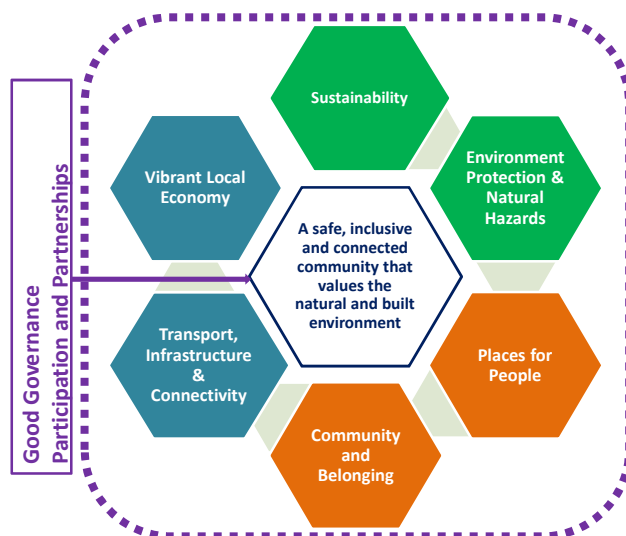 Good Governance
Participation and Partnerships
Sustainability
Environment
Protection &
Natural
Hazards
Vibrant Local
Economy
A safe, inclusive
and connected
community that
values the
natural and built
environment
Transport,
Infrastructure
&
Connectivity
Places for
People
Community
and
Belonging